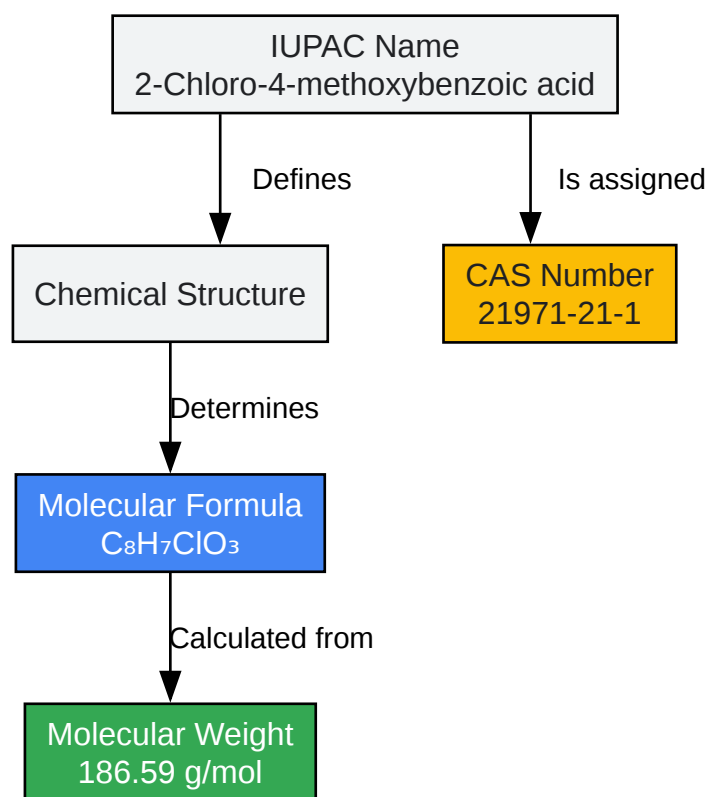 IUPAC Name
2-Chloro-4-methoxybenzoic acid
Defines
Is assigned
Chemical Structure
CAS Number
21971-21-1
Determines
Molecular Formula
C₈H₇ClO₃
Calculated from
Molecular Weight
186.59 g/mol